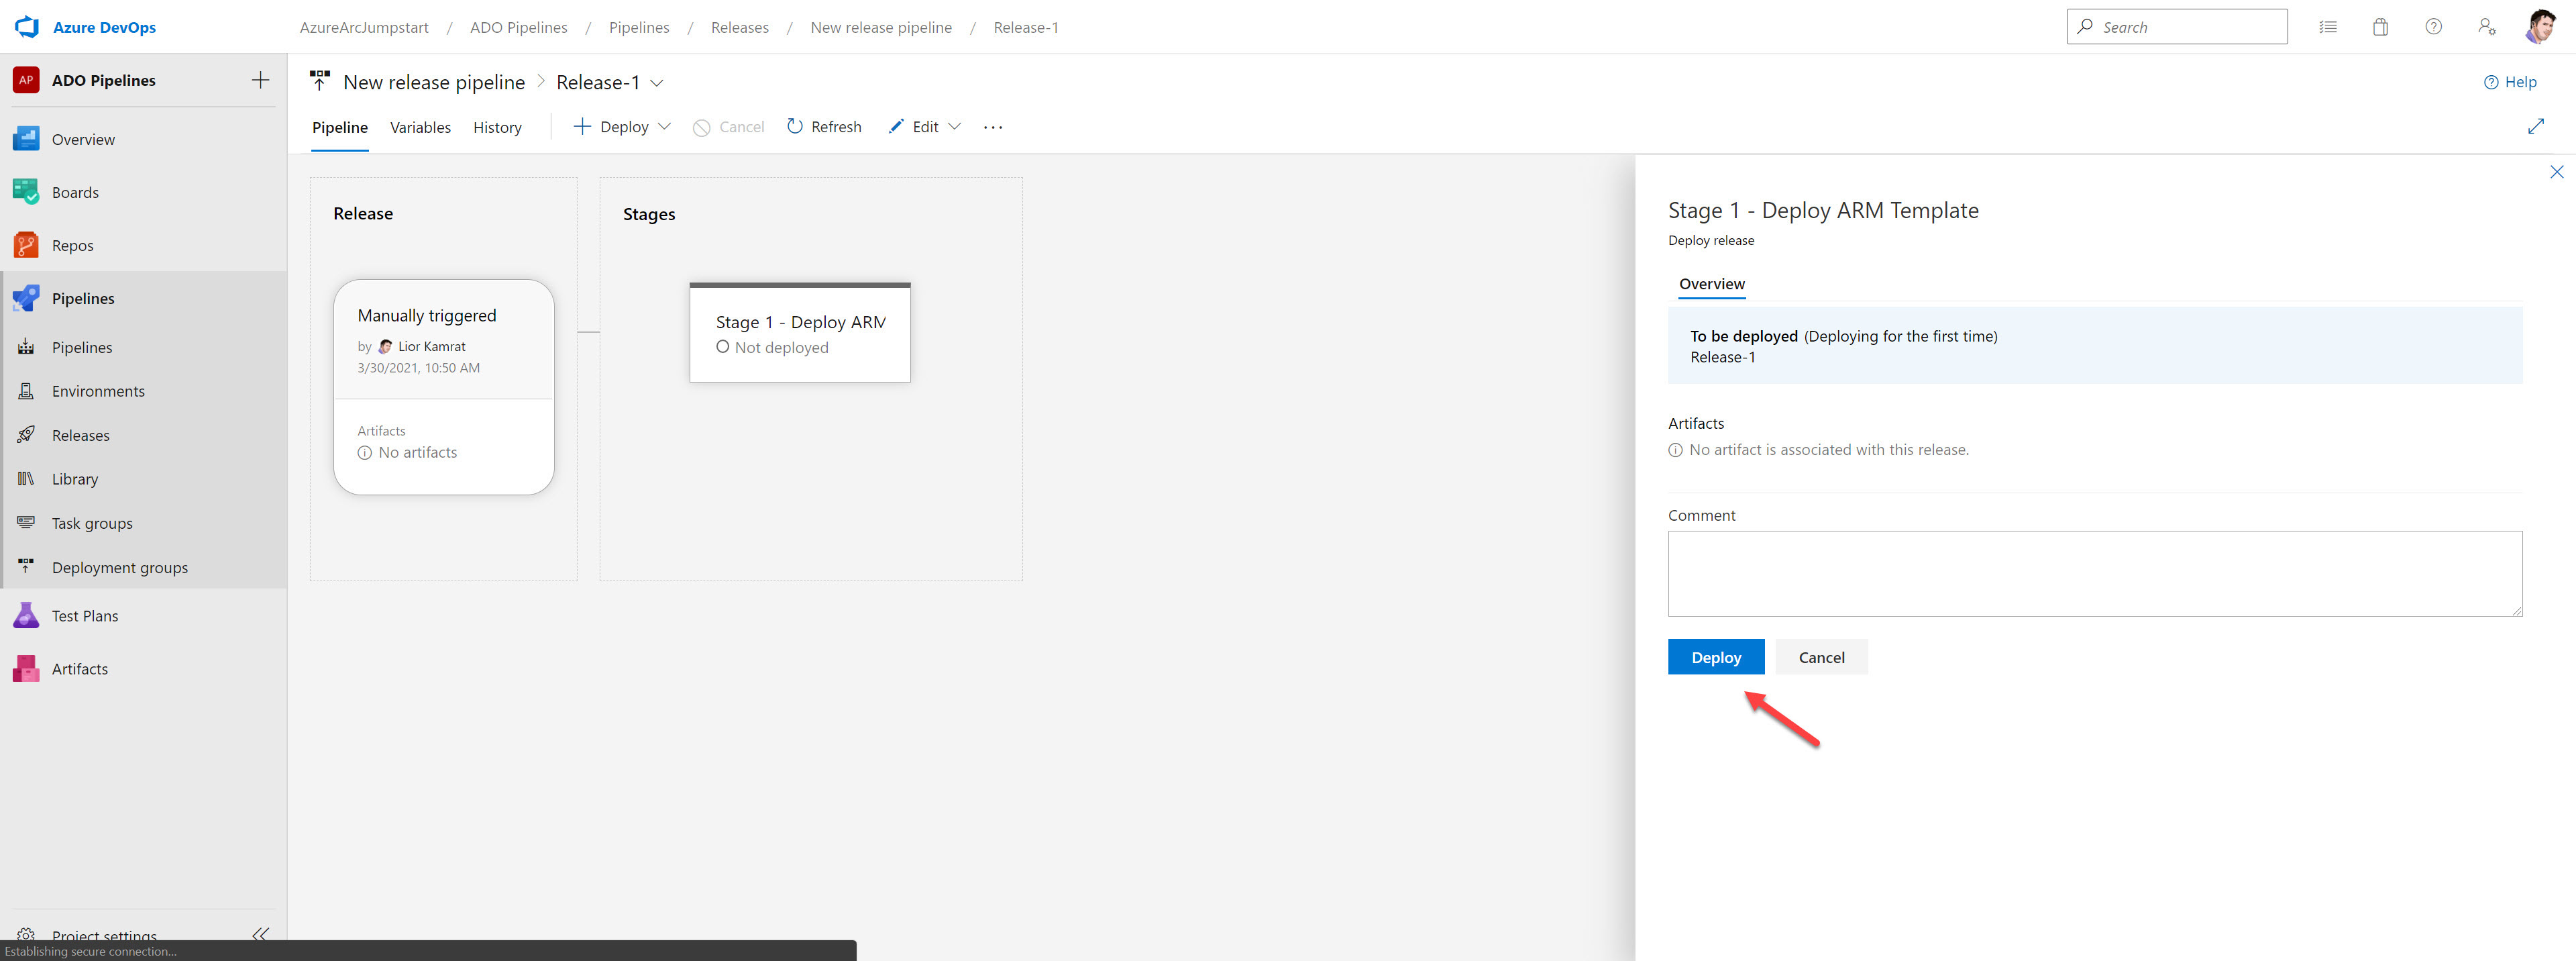 Azure DevOps
AzureArcJumpstart / ADO Pipelines / Pipelines / Releases / New release pipeline / Release-1
Search
AP ADO Pipelines
Overview
Boards
Repos
Pipelines
Pipelines
Environments
Releases
Library
Task groups
Deployment groups
Test Plans
Artifacts
Project settings
Establishing secure connection...
New release pipeline > Release-1
Help
Pipeline Variables History Deploy Cancel Refresh Edit ...
Release
Manually triggered
by Lior Kamrat
3/30/2021, 10:50 AM
Artifacts
No artifacts
Stages
Stage 1 - Deploy ARM
Not deployed
Stage 1 - Deploy ARM Template
Deploy release
Overview
To be deployed (Deploying for the first time)
Release-1
Artifacts
No artifact is associated with this release.
Comment
Deploy Cancel